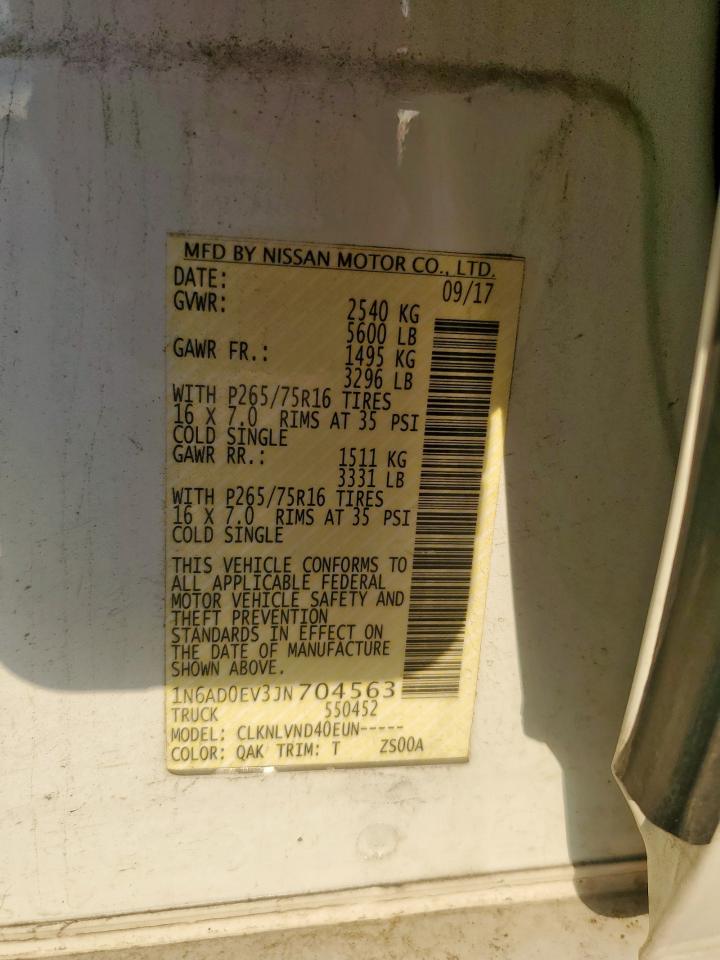 MFD BY NISSAN MOTOR CO., LTD.
DATE: 09/17
GVWR: 2540 KG
5600 LB
GAWR FR.: 1495 KG
3296 LB
WITH P265/75R16 TIRES
16 X 7.0 RIMS AT 35 PSI
COLD SINGLE
GAWR RR.: 1511 KG
3331 LB
WITH P265/75R16 TIRES
16 X 7.0 RIMS AT 35 PSI
COLD SINGLE
THIS VEHICLE CONFORMS TO
ALL APPLICABLE FEDERAL
MOTOR VEHICLE SAFETY AND
THEFT PREVENTION
STANDARDS IN EFFECT ON
THE DATE OF MANUFACTURE
SHOWN ABOVE.
1N6AD0EV3JN704563
TRUCK 550452
MODEL: CLKNLVND40EUN-----
COLOR: QAK TRIM: T ZS00A